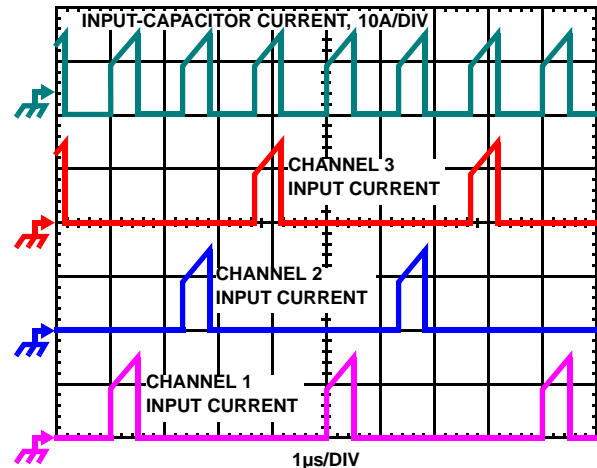 INPUT-CAPACITOR CURRENT, 10A/DIV
CHANNEL 3
INPUT CURRENT
CHANNEL 2
INPUT CURRENT
CHANNEL 1
INPUT CURRENT
1µs/DIV